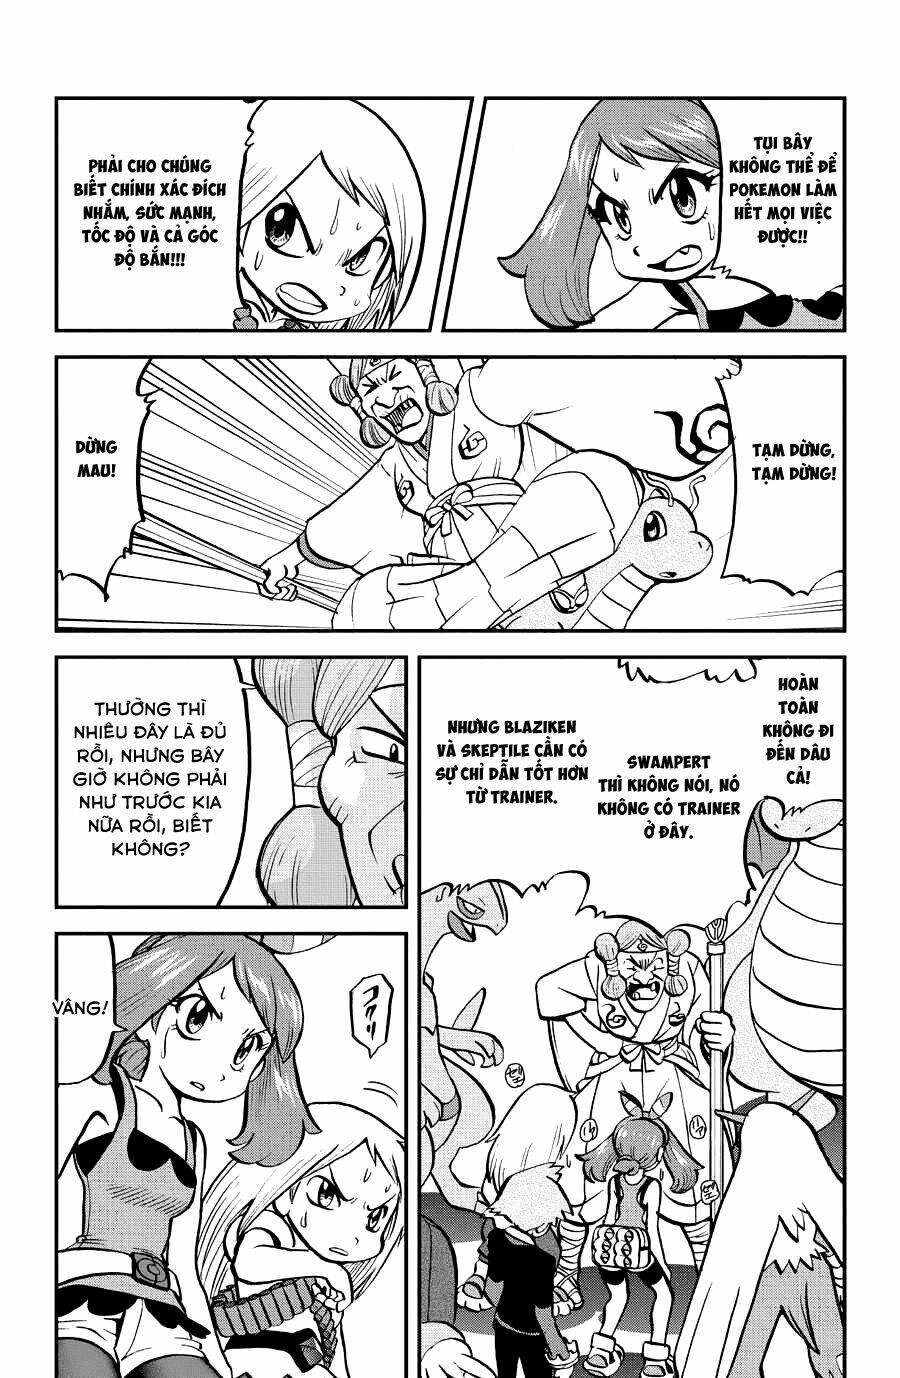 TỤI BÂY
KHÔNG THỂ ĐỂ
POKEMON LÀM
HẾT MỌI VIỆC
ĐƯỢC!!
PHẢI CHO CHÚNG
BIẾT CHÍNH XÁC ĐÍCH
NHẮM, SỨC MẠNH,
TỐC ĐỘ VÀ CẢ GÓC
ĐỘ BẮN!!!
TẠM DỪNG,
TẠM DỪNG!
DỪNG
MAU!
HOÀN
TOÀN
KHÔNG ĐI
ĐẾN DÂU
CẢ!
SWAMPERT
THÌ KHÔNG NÓI, NÓ
KHÔNG CÓ TRAINER
Ở ĐÂY.
NHƯNG BLAZIKEN
VÀ SKEPTILE CẦN CÓ
SỰ CHỈ DẪN TỐT HƠN
TỪ TRAINER.
THƯỜNG THÌ
NHIÊU ĐÂY LÀ ĐỦ
RỒI, NHƯNG BÂY
GIỜ KHÔNG PHẢI
NHƯ TRƯỚC KIA
NỮA RỒI, BIẾT
KHÔNG?
VÂNG!